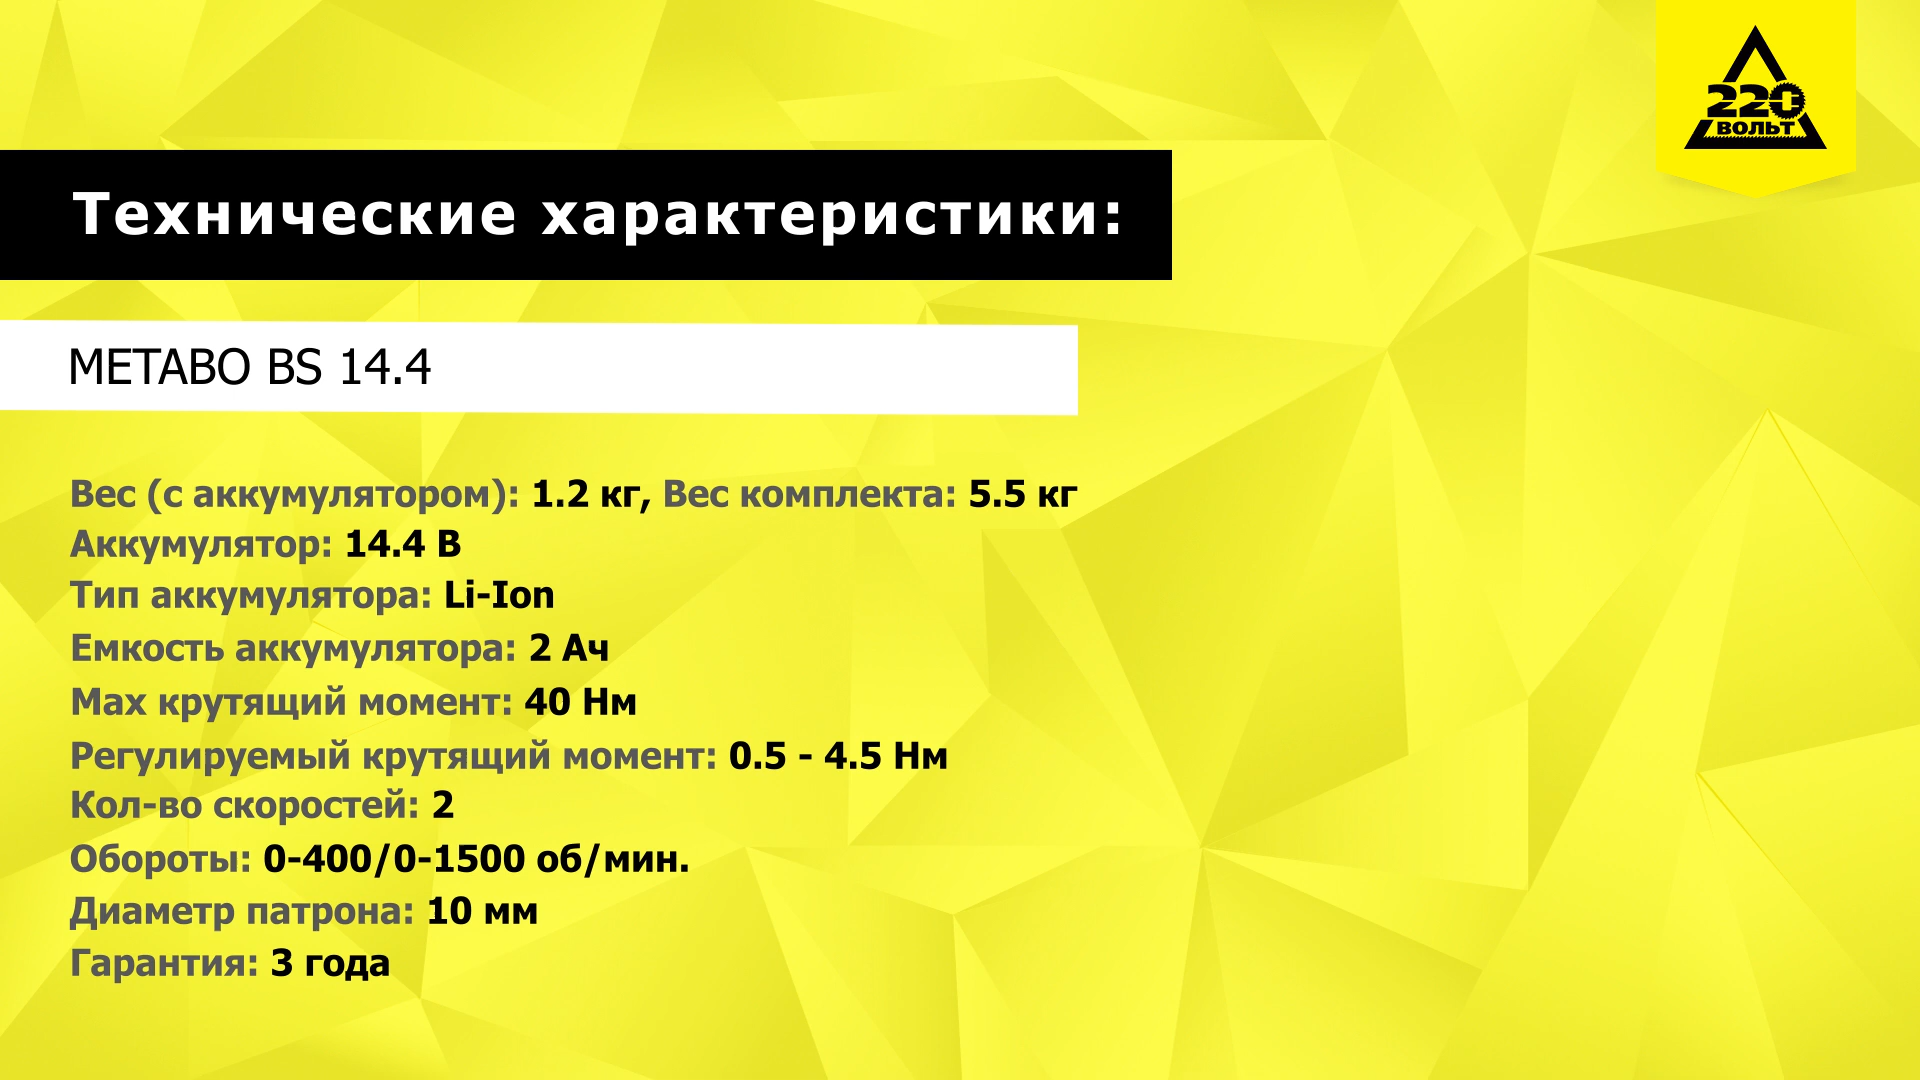 220
ВОЛЬТ
Технические характеристики:
METABO BS 14.4
Вес (с аккумулятором): 1.2 кг, Вес комплекта: 5.5 кг
Аккумулятор: 14.4 В
Тип аккумулятора: Li-Ion
Емкость аккумулятора: 2 Ач
Max крутящий момент: 40 Нм
Регулируемый крутящий момент: 0.5 - 4.5 Нм
Кол-во скоростей: 2
Обороты: 0-400/0-1500 об/мин.
Диаметр патрона: 10 мм
Гарантия: 3 года